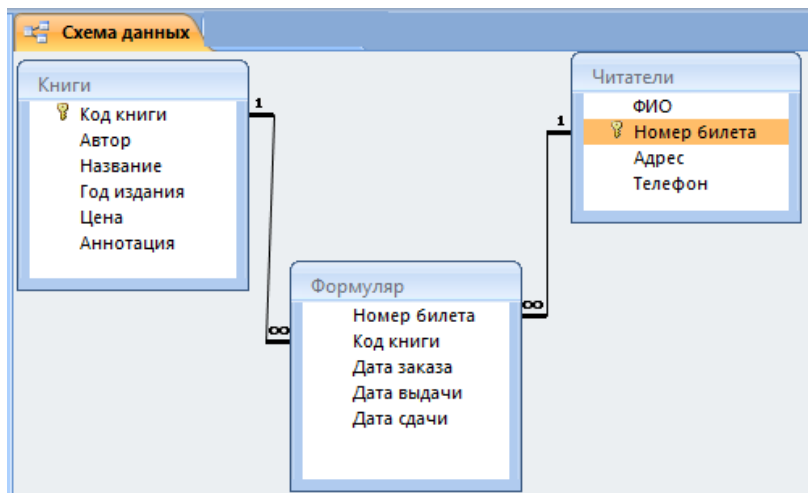 Схема данных
Книги
Код книги
Автор
Название
Год издания
Цена
Аннотация
1
∞
Формуляр
Номер билета
Код книги
Дата заказа
Дата выдачи
Дата сдачи
∞
1
Читатели
ФИО
Номер билета
Адрес
Телефон